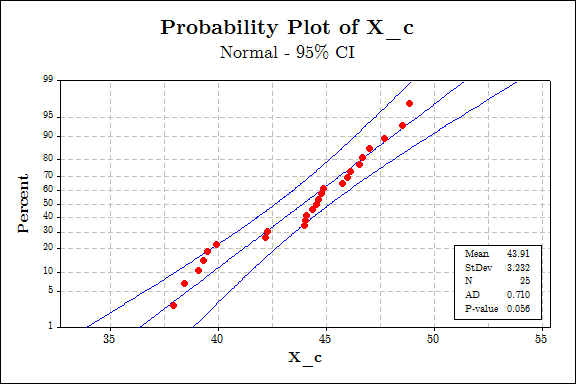 Probability Plot of X_c
Normal - 95% CI
99
95
90
80
70
60
50
40
30
20
10
5
1
Percent
35 40 45 50 55
X_c
Mean 43.91
StDev 3.232
N 25
AD 0.710
P-value 0.056